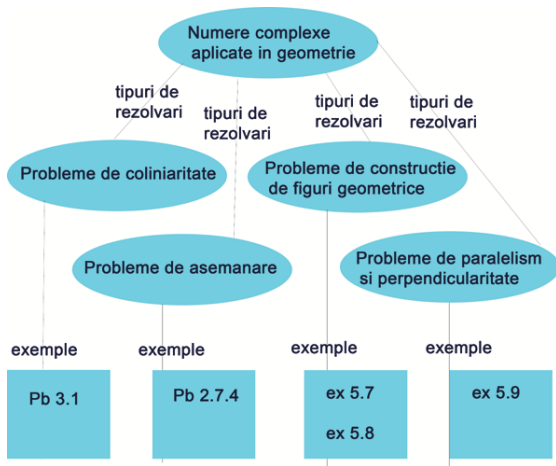 Numere complexe
aplicate in geometrie
tipuri de
rezolvari
tipuri de
rezolvari
tipuri de
rezolvari
tipuri de
rezolvari
Probleme de coliniaritate
Probleme de constructie
de figuri geometrice
Probleme de asemanare
Probleme de paralelism
si perpendicularitate
exemple
exemple
exemple
exemple
Pb 3.1
Pb 2.7.4
ex 5.7
ex 5.8
ex 5.9